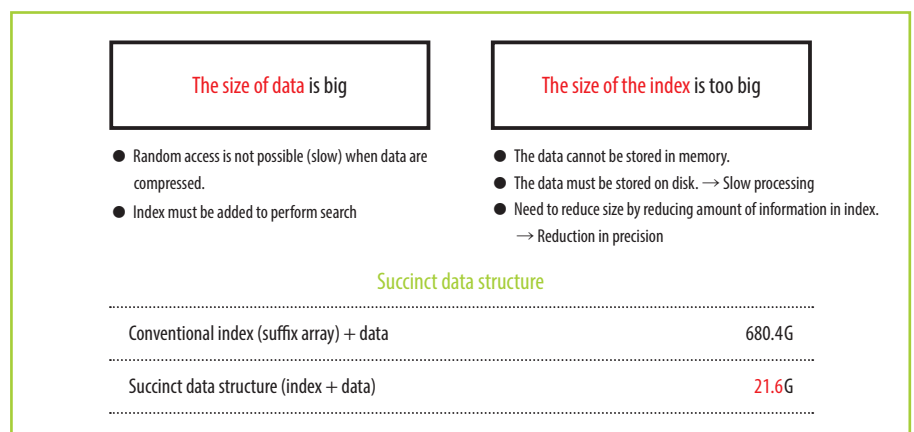 The size of data is big
The size of the index is too big
● Random access is not possible (slow) when data are
compressed.
● Index must be added to perform search
● The data cannot be stored in memory.
● The data must be stored on disk. → Slow processing
● Need to reduce size by reducing amount of information in index.
→ Reduction in precision
Succinct data structure
Conventional index (suffix array) + data 680.4G
Succinct data structure (index + data) 21.6G